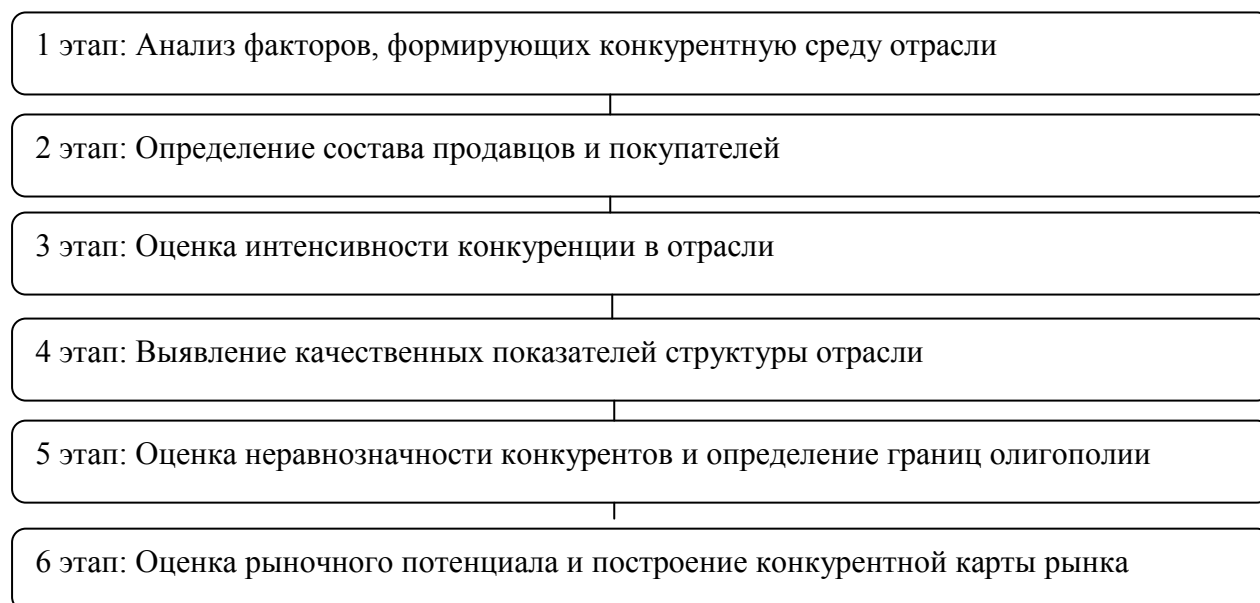 1 этап: Анализ факторов, формирующих конкурентную среду отрасли
2 этап: Определение состава продавцов и покупателей
3 этап: Оценка интенсивности конкуренции в отрасли
4 этап: Выявление качественных показателей структуры отрасли
5 этап: Оценка неравнозначности конкурентов и определение границ олигополии
6 этап: Оценка рыночного потенциала и построение конкурентной карты рынка